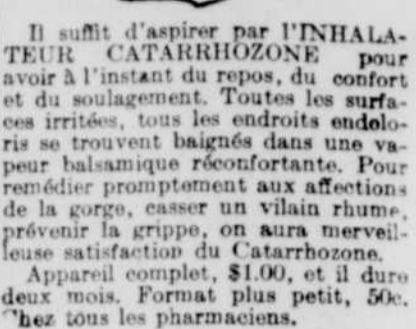 Il suffit d'aspirer par l'INHALA-
TEUR CATARRHOZONE pour
avoir à l'instant du repos, du confort
et du soulagement. Toutes les surfa-
ces irritées, tous les endroits endolo-
ris se trouvent baignés dans une va-
peur balsamique réconfortante. Pour
remédier promptement aux affections
de la gorge, casser un vilain rhume,
prévenir la grippe, on aura merveil-
leuse satisfaction du Catarrhozone.
Appareil complet, $1.00, et il dure
deux mois. Format plus petit, 50c.
Chez tous les pharmaciens.